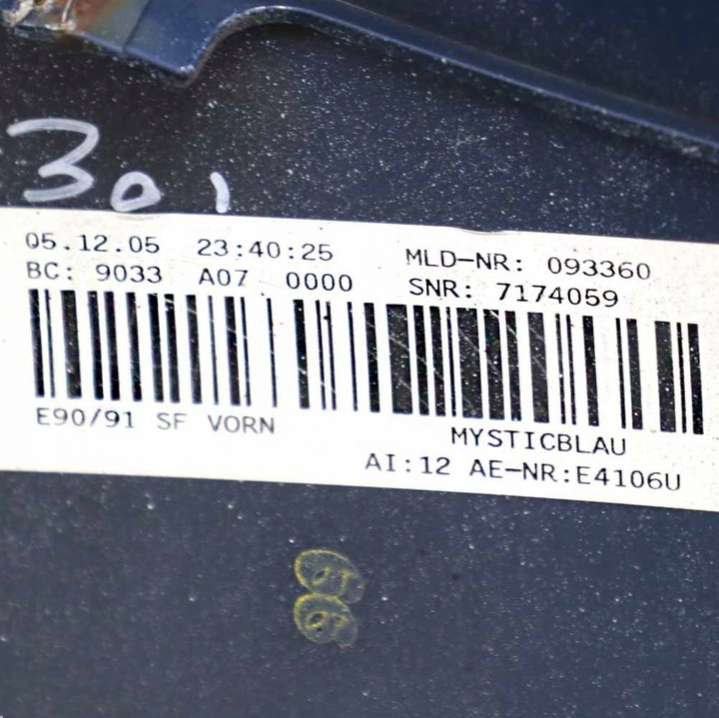 301
05.12.05 23:40:25 MLD-NR: 093360
BC: 9033 A07 0000 SNR: 7174059
E90/91 SF VORN MYSTICBLAU
AI:12 AE-NR:E4106U